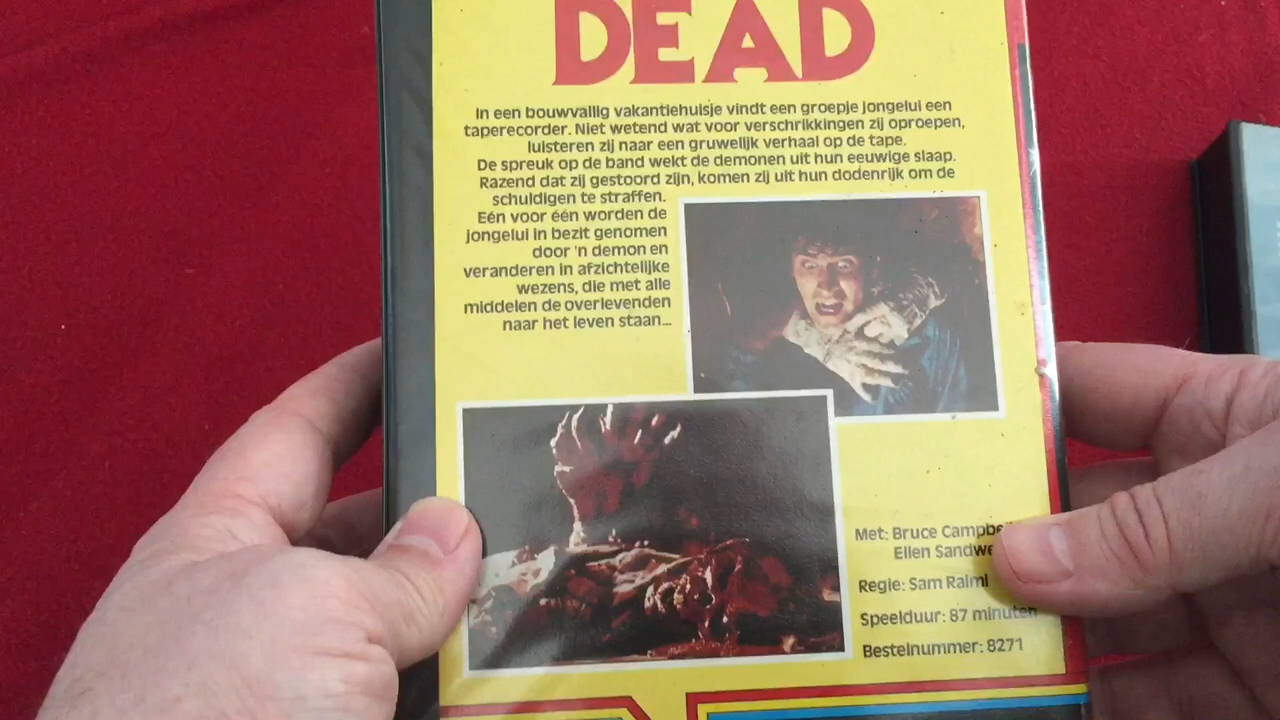 DEAD
In een bouwvallig vakantiehuisje vindt een groepje jongelui een
taperecorder. Niet wetend wat voor verschrikkingen zij oproepen,
luisteren zij naar een gruwelijk verhaal op de tape.
De spreuk op de band wekt de demonen uit hun eeuwige slaap.
Razend dat zij gestoord zijn, komen zij uit hun dodenrijk om de
schuldigen te straffen.
Eén voor één worden de
jongelui in bezit genomen
door 'n demon en
veranderen in afzichtelijke
wezens, die met alle
middelen de overlevenden
naar het leven staan...
Met: Bruce
Ellen
Regie: Sam Raimi
Speelduur: 87 minuten
Bestelnummer: 8271